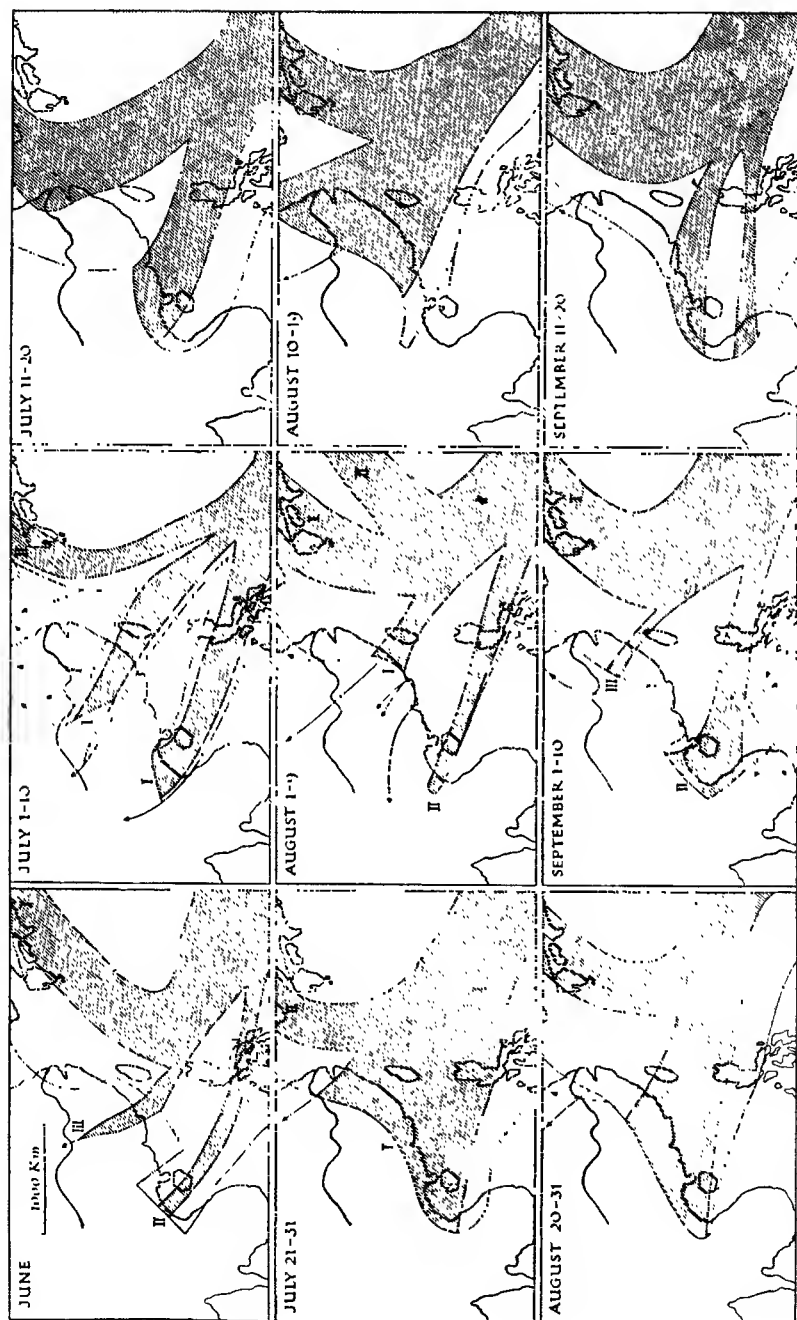 JUNE
1000 Km
III
II
JULY 1-10
I
I
II
JULY 11-20
JULY 21-31
I
II
AUGUST 1-9
I
II
I
II
AUGUST 10-19
AUGUST 20-31
SEPTEMBER 1-10
III
II
I
SEPTEMBER 11-20